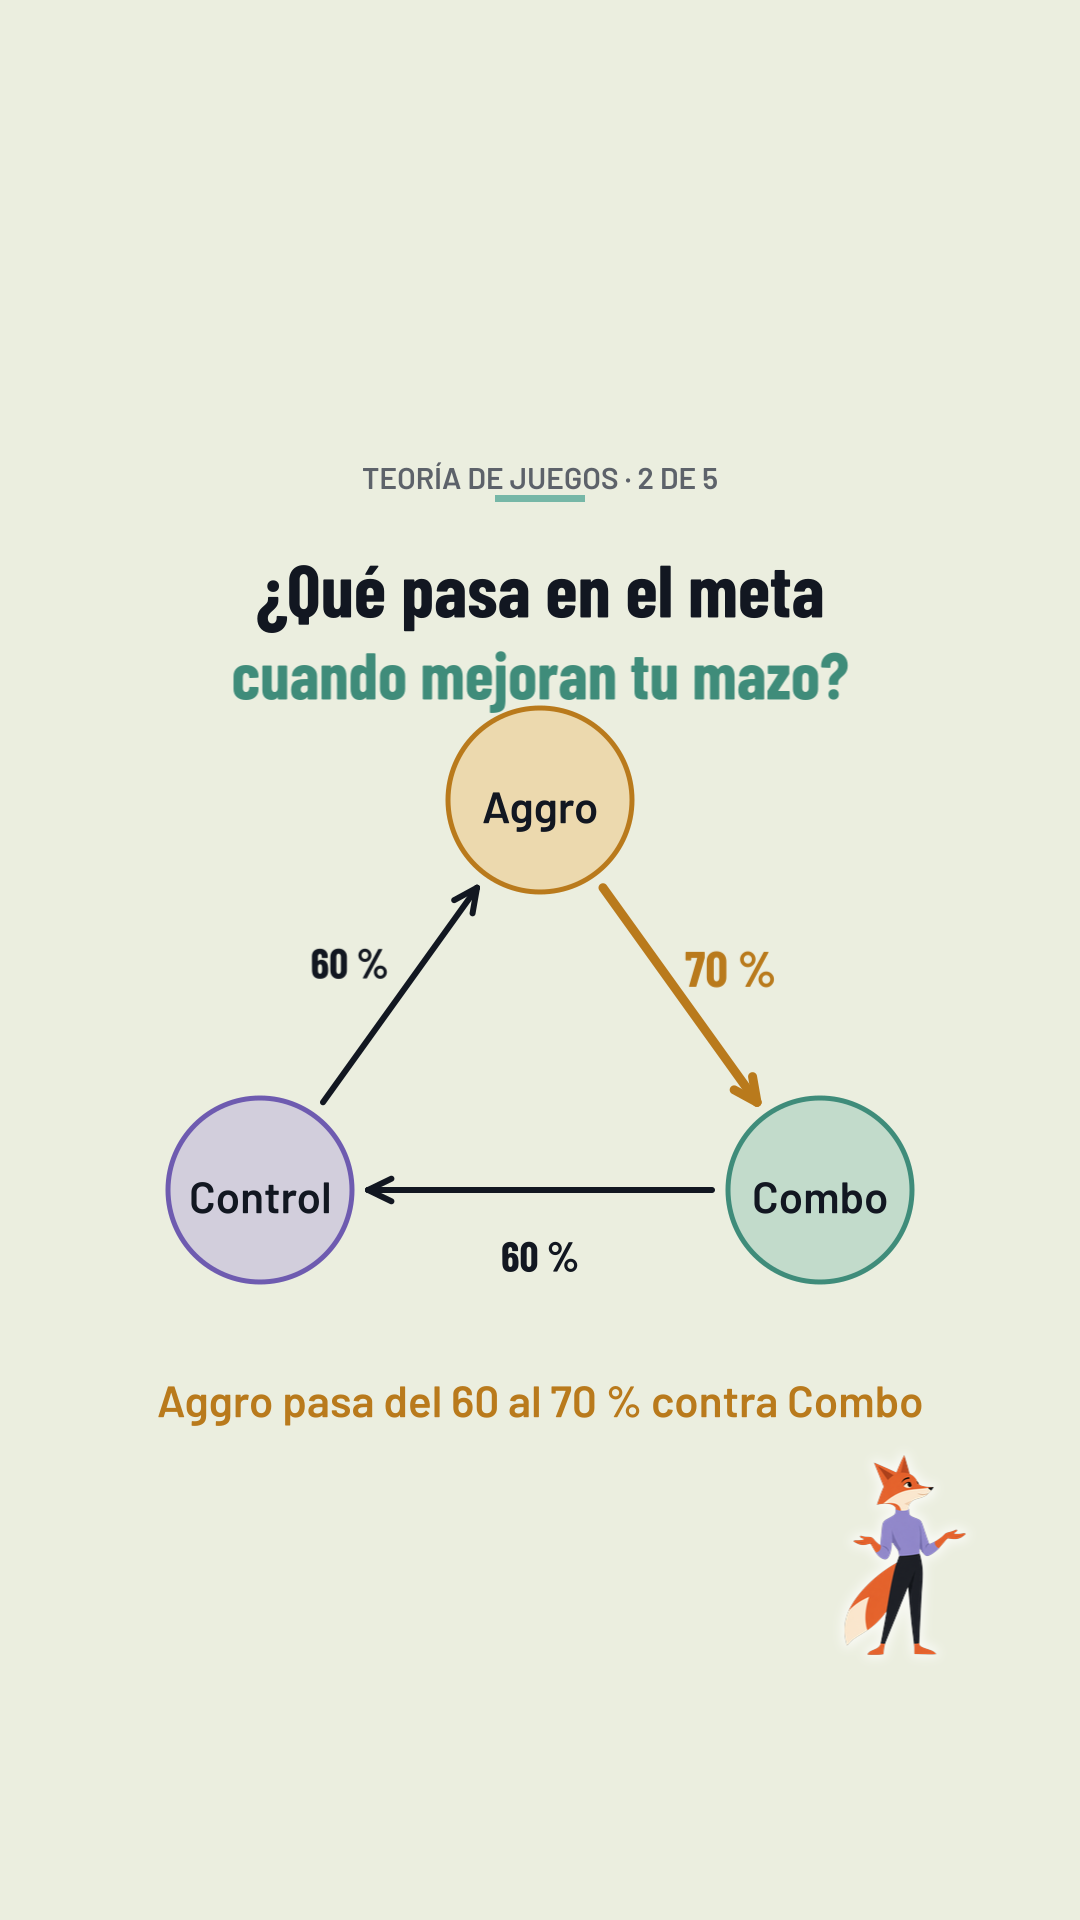 TEORÍA DE JUEGOS · 2 DE 5
¿Qué pasa en el meta
cuando mejoran tu mazo?
Aggro
60 %
70 %
Control
Combo
60 %
Aggro pasa del 60 al 70 % contra Combo